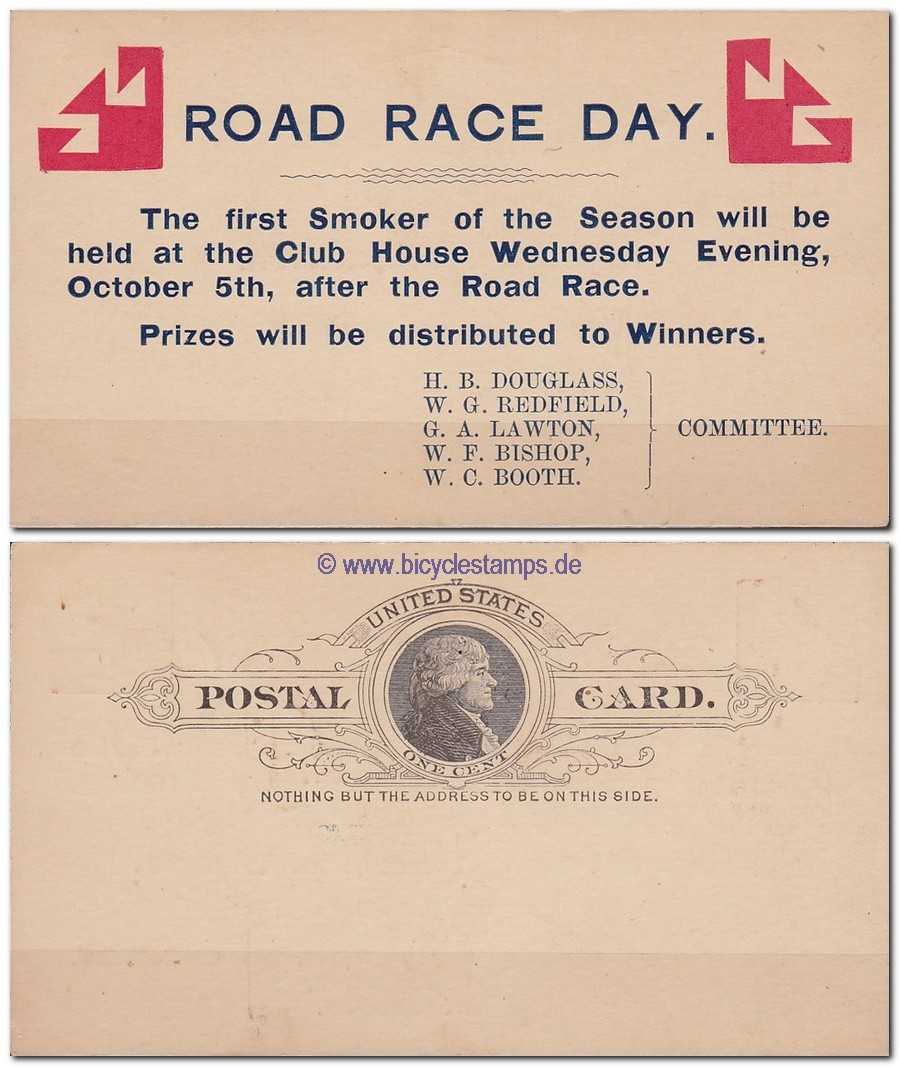 ROAD RACE DAY.
The first Smoker of the Season will be
held at the Club House Wednesday Evening,
October 5th, after the Road Race.
Prizes will be distributed to Winners.
H. B. DOUGLASS,
W. G. REDFIELD,
G. A. LAWTON,
W. F. BISHOP,
W. C. BOOTH.
COMMITTEE.
© www.bicyclestamps.de
UNITED STATES
POSTAL CARD.
ONE CENT
NOTHING BUT THE ADDRESS TO BE ON THIS SIDE.